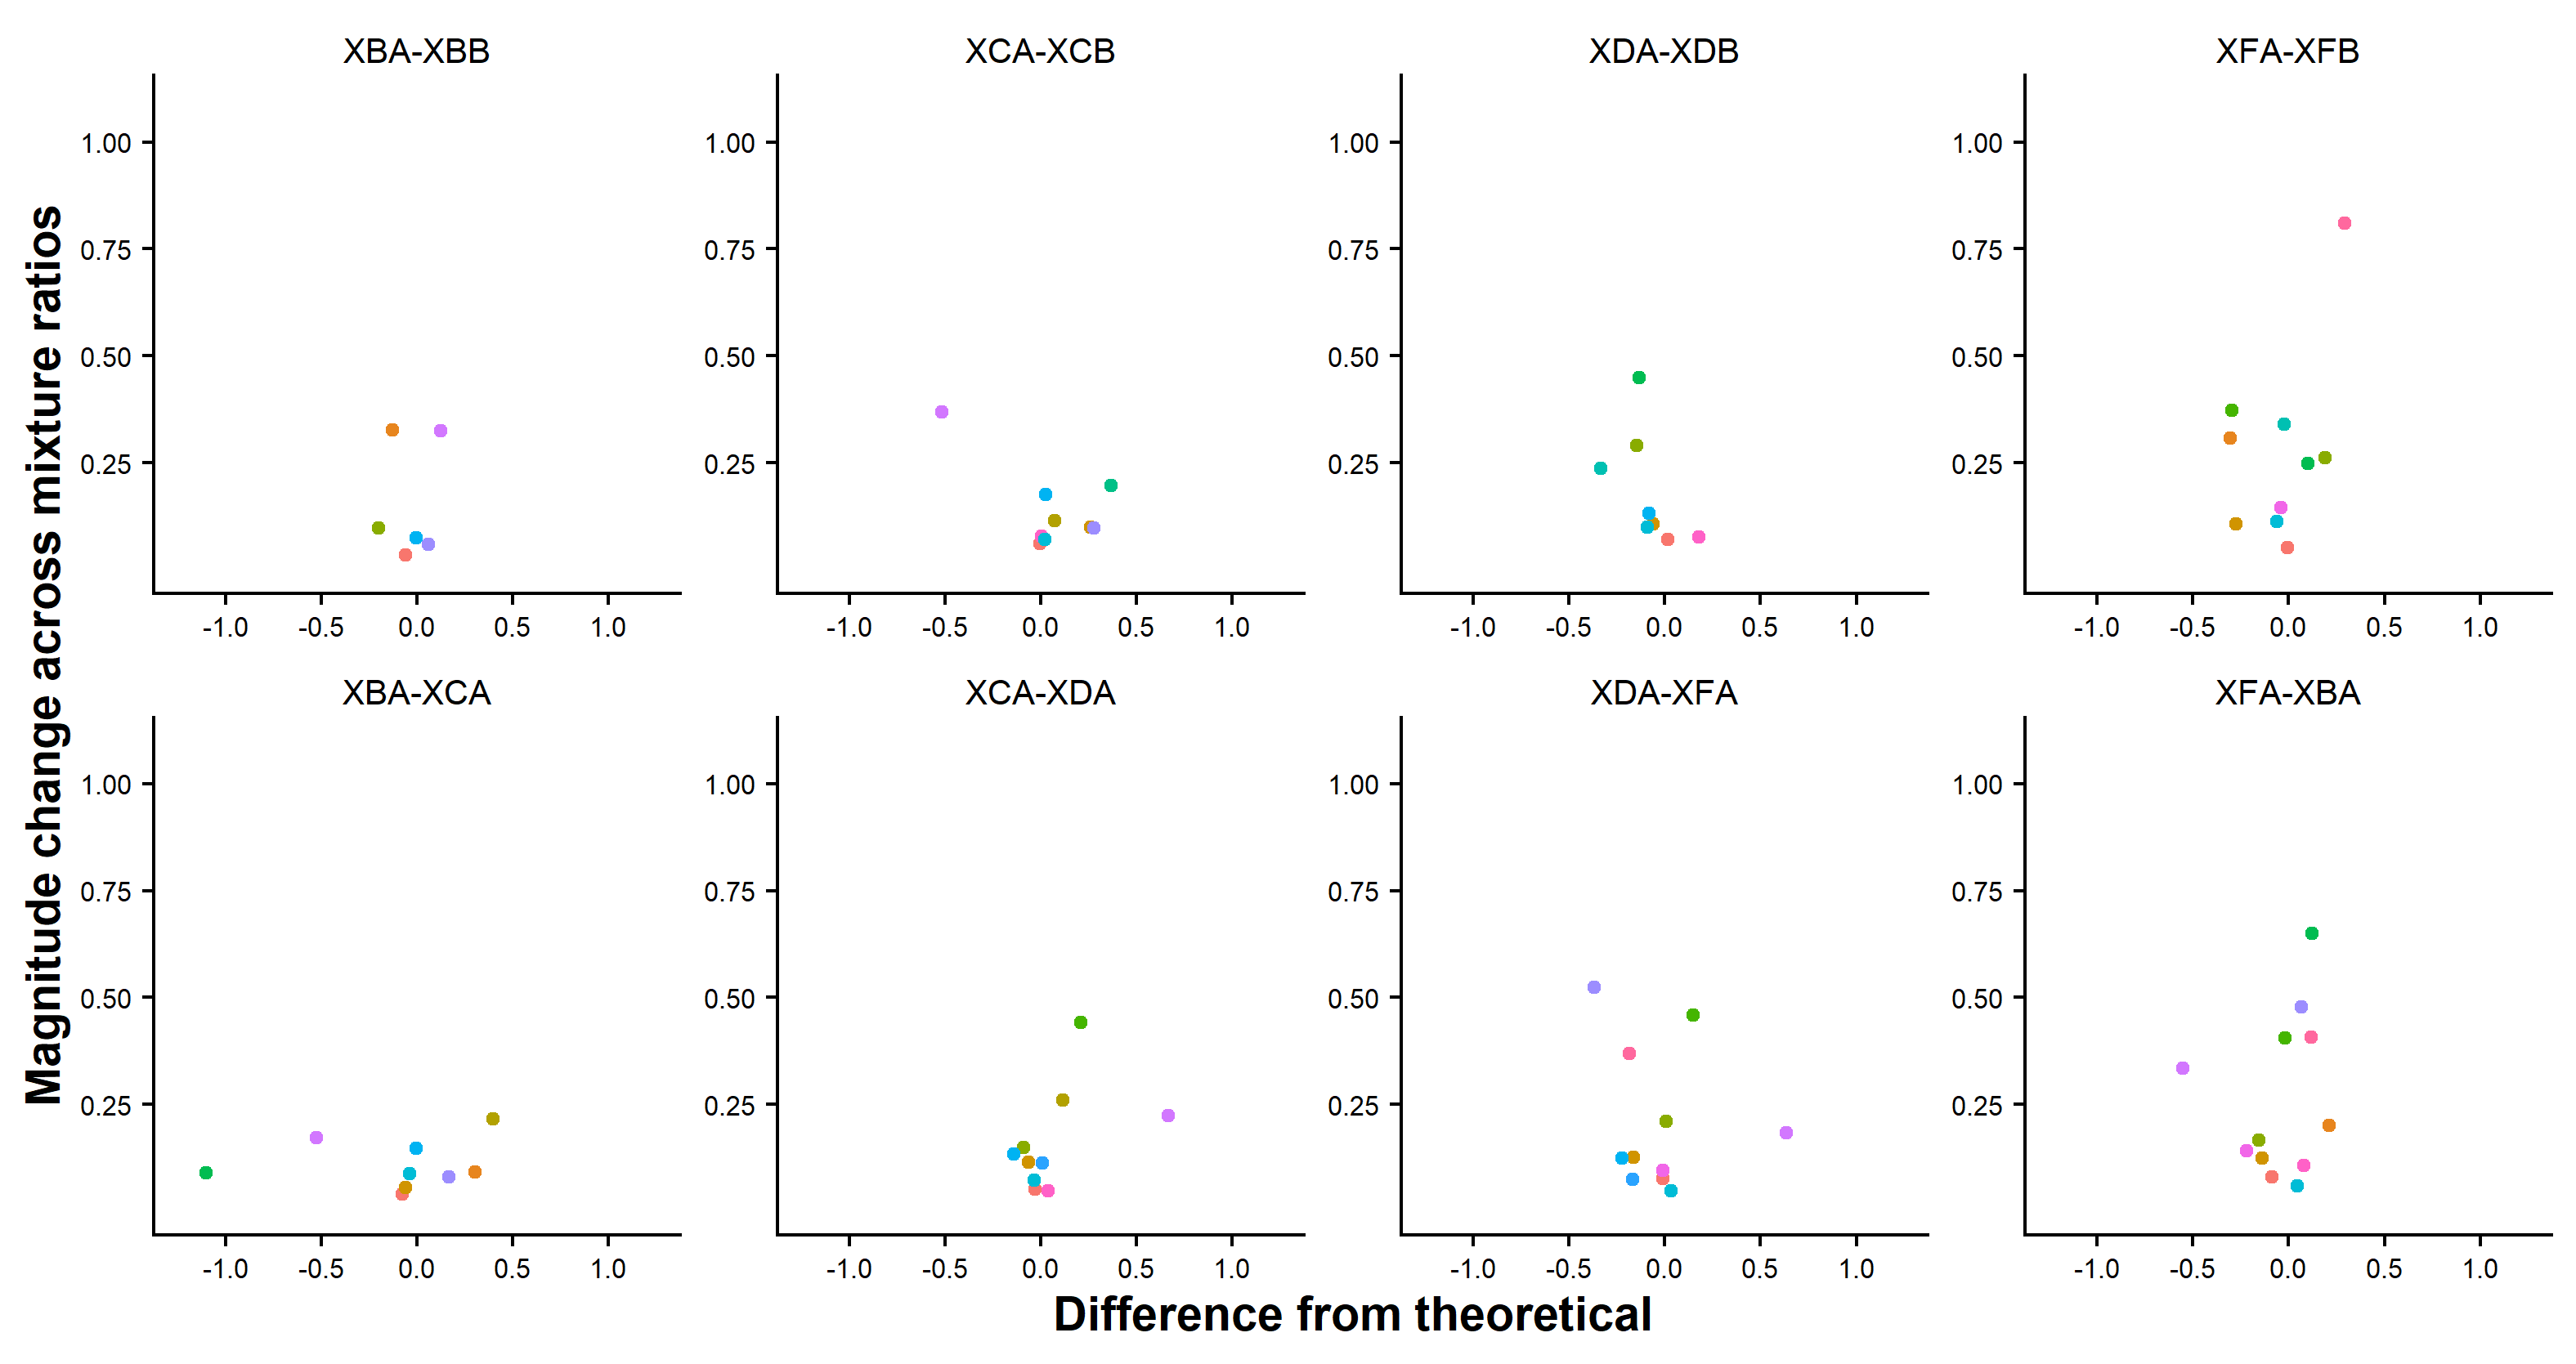 XBA-XBB XCA-XCB XDA-XDB XFA-XFB
1.00 1.00 1.00 1.00
0.75 0.75 0.75 0.75
0.50 0.50 0.50 0.50
0.25 0.25 0.25 0.25
-1.0 -0.5 0.0 0.5 1.0 -1.0 -0.5 0.0 0.5 1.0 -1.0 -0.5 0.0 0.5 1.0 -1.0 -0.5 0.0 0.5 1.0
Magnitude change across mixture ratios
XBA-XCA XCA-XDA XDA-XFA XFA-XBA
1.00 1.00 1.00 1.00
0.75 0.75 0.75 0.75
0.50 0.50 0.50 0.50
0.25 0.25 0.25 0.25
-1.0 -0.5 0.0 0.5 1.0 -1.0 -0.5 0.0 0.5 1.0 -1.0 -0.5 0.0 0.5 1.0 -1.0 -0.5 0.0 0.5 1.0
Difference from theoretical